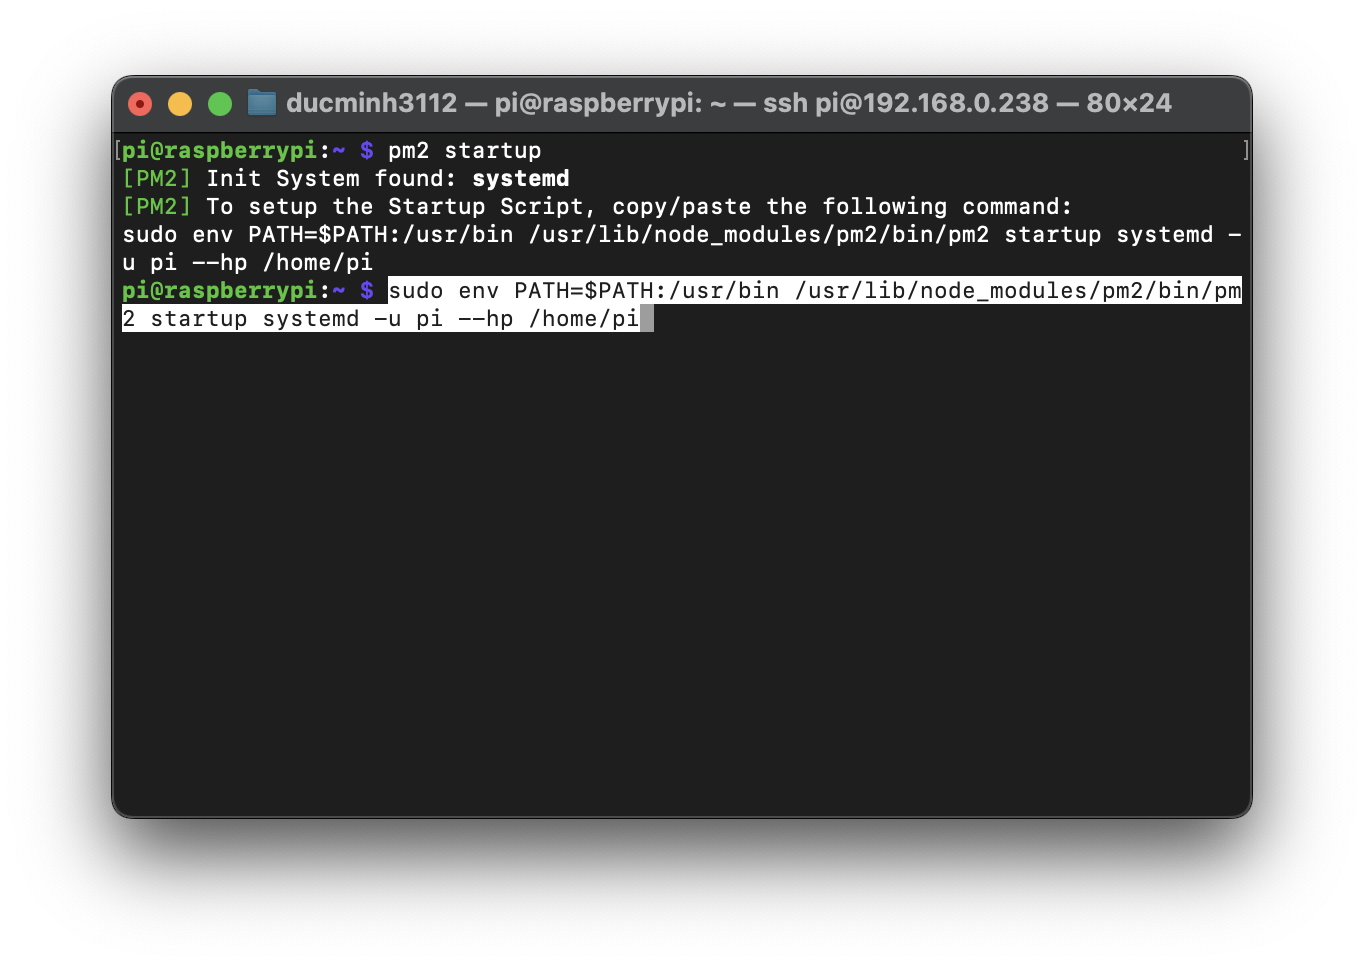 ducminh3112 — pi@raspberrypi: ~ — ssh pi@192.168.0.238 — 80×24
[pi@raspberrypi:~ $ pm2 startup ]
[PM2] Init System found: systemd
[PM2] To setup the Startup Script, copy/paste the following command:
sudo env PATH=$PATH:/usr/bin /usr/lib/node_modules/pm2/bin/pm2 startup systemd -
u pi --hp /home/pi
pi@raspberrypi:~ $ sudo env PATH=$PATH:/usr/bin /usr/lib/node_modules/pm2/bin/pm
2 startup systemd -u pi --hp /home/pi